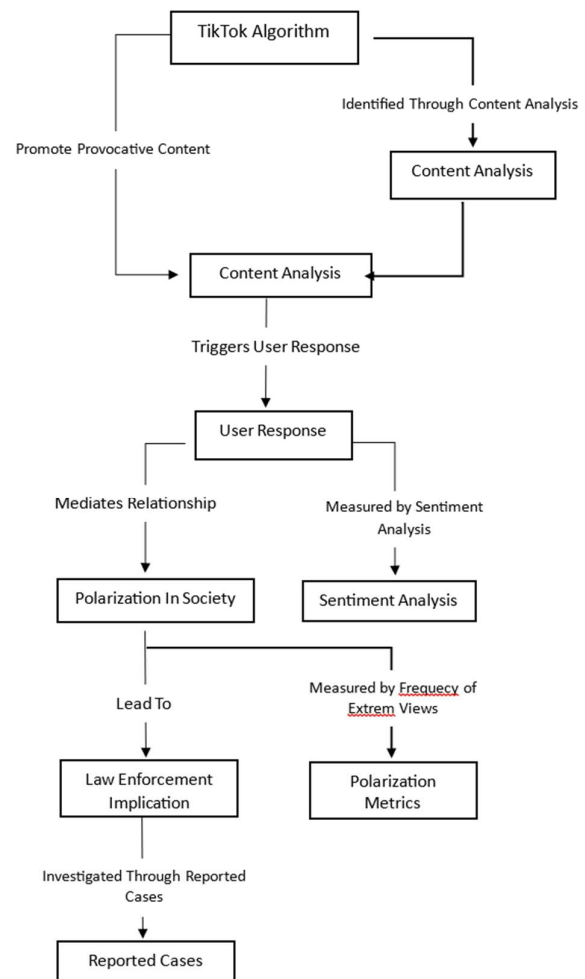 TikTok Algorithm
Identified Through Content Analysis
Promote Provocative Content
Content Analysis
Content Analysis
Triggers User Response
User Response
Mediates Relationship
Measured by Sentiment
Analysis
Polarization In Society
Sentiment Analysis
Lead To
Measured by Frequecy of
Extrem Views
Law Enforcement
Implication
Polarization
Metrics
Investigated Through Reported
Cases
Reported Cases